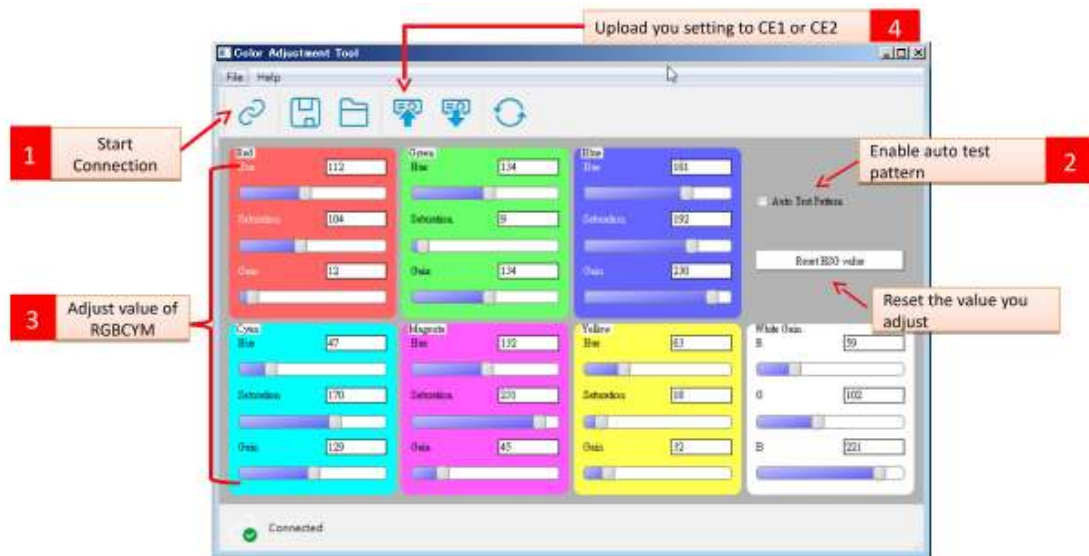 Upload you setting to CE1 or CE2
4
Color Adjustment Tool
File Help
1
Start
Connection
Enable auto test
pattern
2
Red
Hue
112
Saturation
104
Gain
12
Green
Hue
134
Saturation
9
Gain
134
Blue
Hue
181
Saturation
192
Gain
230
Auto Test Pattern
Reset HSG value
3
Adjust value of
RGBCYM
Reset the value you
adjust
Cyan
Hue
47
Saturation
170
Gain
129
Magenta
Hue
132
Saturation
231
Gain
45
Yellow
Hue
63
Saturation
18
Gain
32
White Gain
R
59
G
102
B
221
Connected